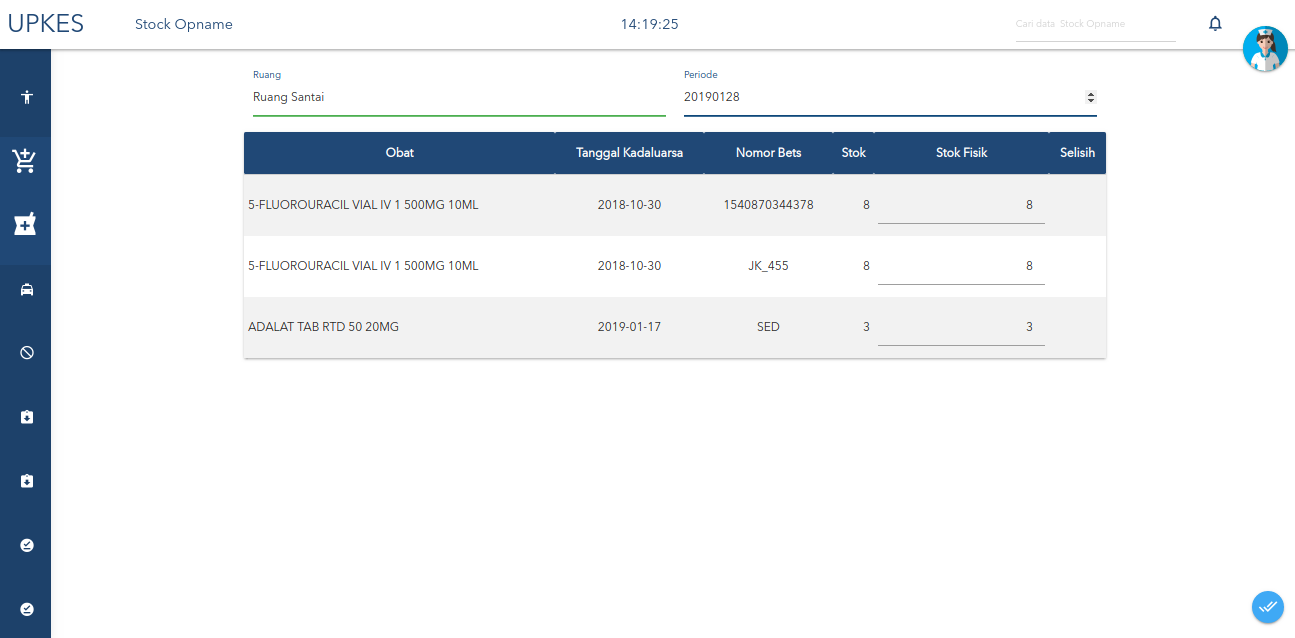 UPKES
Stock Opname
14:19:25
Cari data Stock Opname
Ruang
Periode
Ruang Santai
20190128
Obat Tanggal Kadaluarsa Nomor Bets Stok Stok Fisik Selisih
5-FLUOROURACIL VIAL IV 1 500MG 10ML 2018-10-30 1540870344378 8 8
5-FLUOROURACIL VIAL IV 1 500MG 10ML 2018-10-30 JK_455 8 8
ADALAT TAB RTD 50 20MG 2019-01-17 SED 3 3